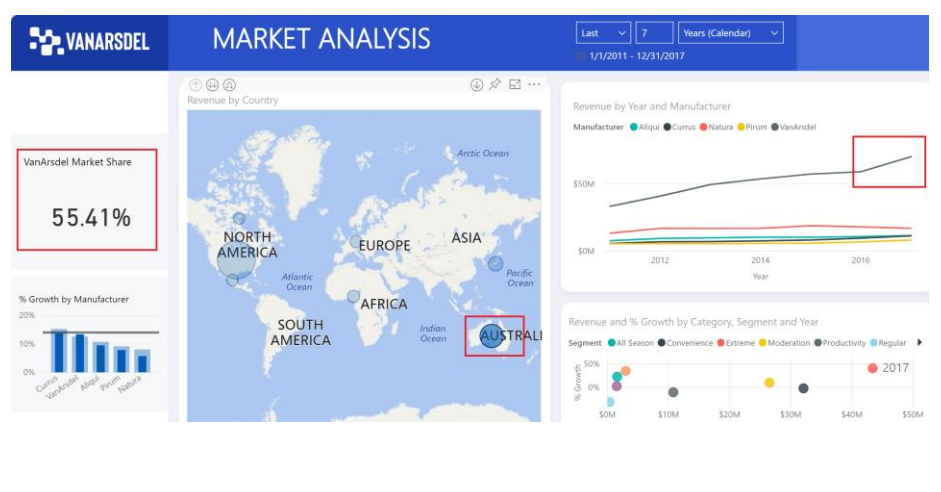 VANARSDEL
MARKET ANALYSIS
Last 7 Years (Calendar)
1/1/2011 - 12/31/2017
VanArsdel Market Share
55.41%
% Growth by Manufacturer
20%
10%
0%
Currus VanArsdel Aliqui Pirum Natura
Revenue by Country
Arctic Ocean
NORTH
AMERICA
EUROPE
ASIA
Atlantic
Ocean
Pacific
Ocean
AFRICA
SOUTH
AMERICA
Indian
Ocean
AUSTRALI
Revenue by Year and Manufacturer
Manufacturer Aliqui Currus Natura Pirum VanArsdel
$50M
$0M
2012 2014 2016
Year
Revenue and % Growth by Category, Segment and Year
Segment All Season Convenience Extreme Moderation Productivity Regular
% Growth
50%
0%
2017
$0M $10M $20M $30M $40M $50M